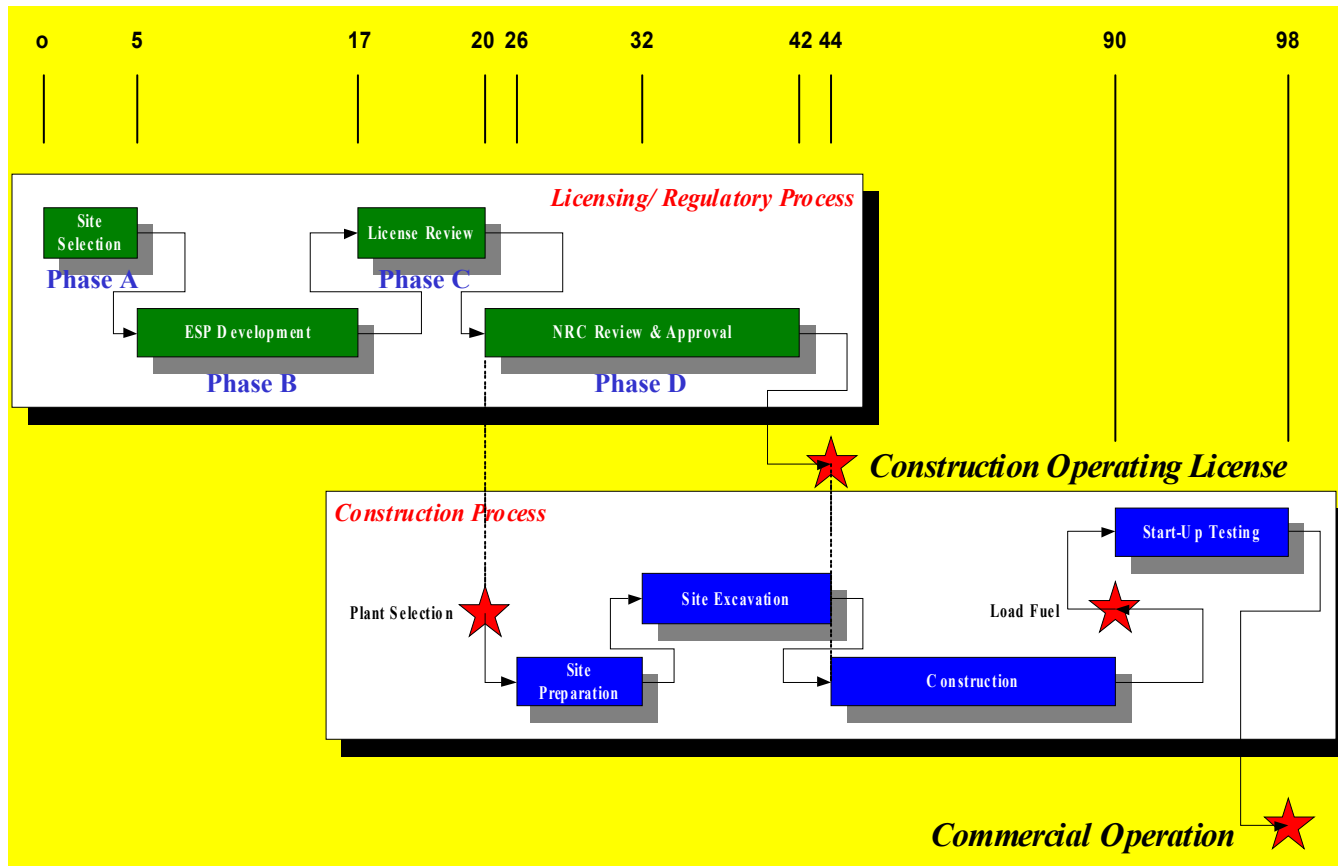 o 5 17 20 26 32 42 44 90 98
Licensing/ Regulatory Process
Site
Selection
License Review
Phase A
Phase C
ESP Development
NRC Review & Approval
Phase B
Phase D
Construction Operating License
Construction Process
Start-Up Testing
Site Excavation
Plant Selection
Load Fuel
Site
Preparation
Construction
Commercial Operation